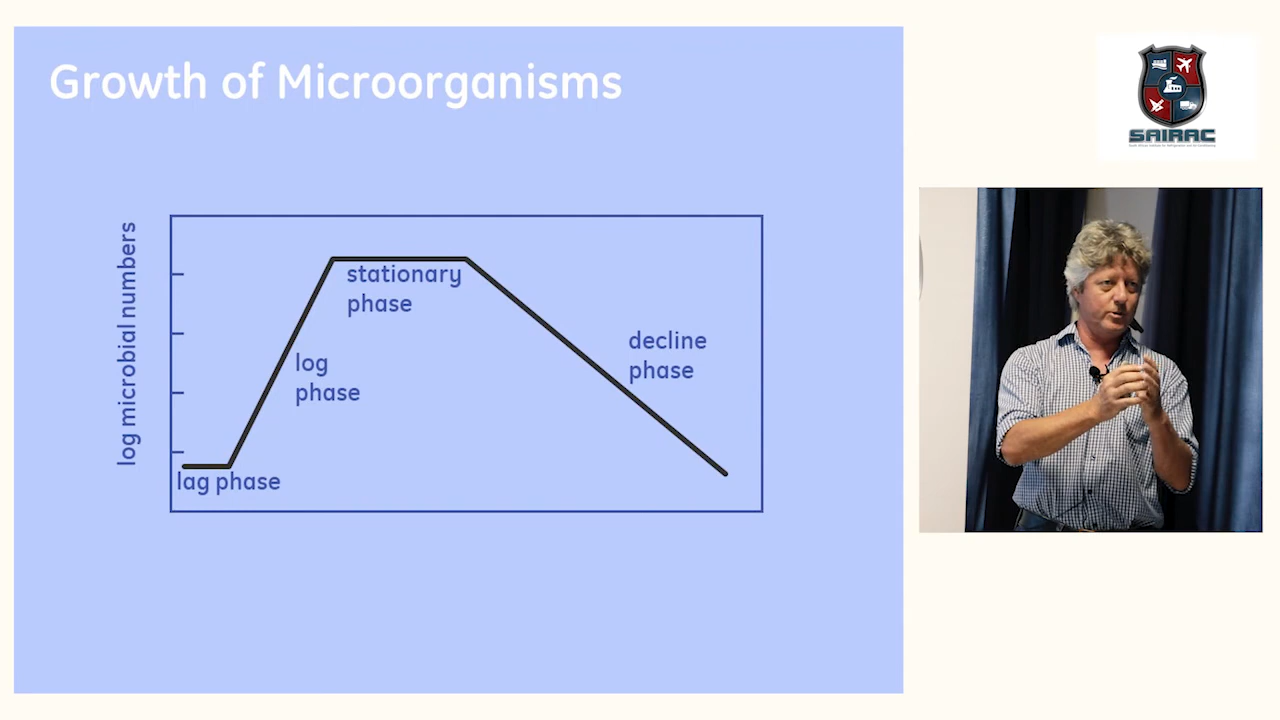 Growth of Microorganisms
log microbial numbers
stationary
phase
log
phase
decline
phase
lag phase
SAIRAC